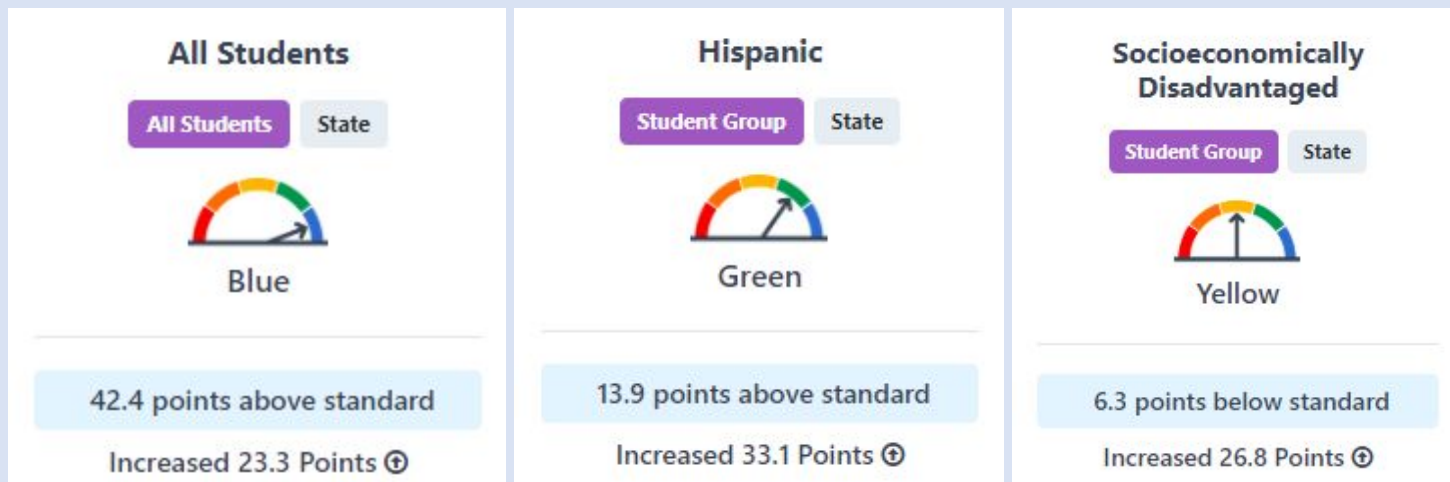 All Students
All Students State
Blue
42.4 points above standard
Increased 23.3 Points
Hispanic
Student Group State
Green
13.9 points above standard
Increased 33.1 Points
Socioeconomically
Disadvantaged
Student Group State
Yellow
6.3 points below standard
Increased 26.8 Points